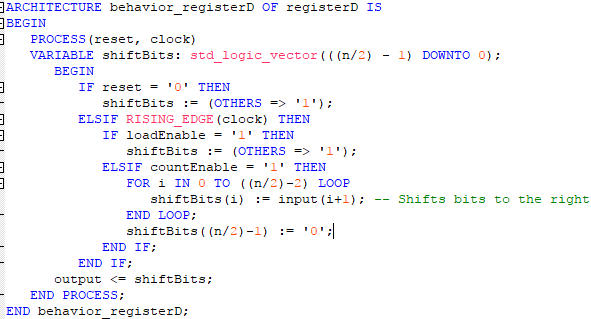 ARCHITECTURE behavior_registerD OF registerD IS
BEGIN
   PROCESS(reset, clock)
   VARIABLE shiftBits: std_logic_vector(((n/2) - 1) DOWNTO 0);
      BEGIN
         IF reset = '0' THEN
            shiftBits := (OTHERS => '1');
         ELSIF RISING_EDGE(clock) THEN
            IF loadEnable = '1' THEN
               shiftBits := (OTHERS => '1');
            ELSIF countEnable = '1' THEN
               FOR i IN 0 TO ((n/2)-2) LOOP
                  shiftBits(i) := input(i+1); -- Shifts bits to the right
               END LOOP;
               shiftBits((n/2)-1) := '0';
            END IF;
         END IF;
      output <= shiftBits;
   END PROCESS;
END behavior_registerD;